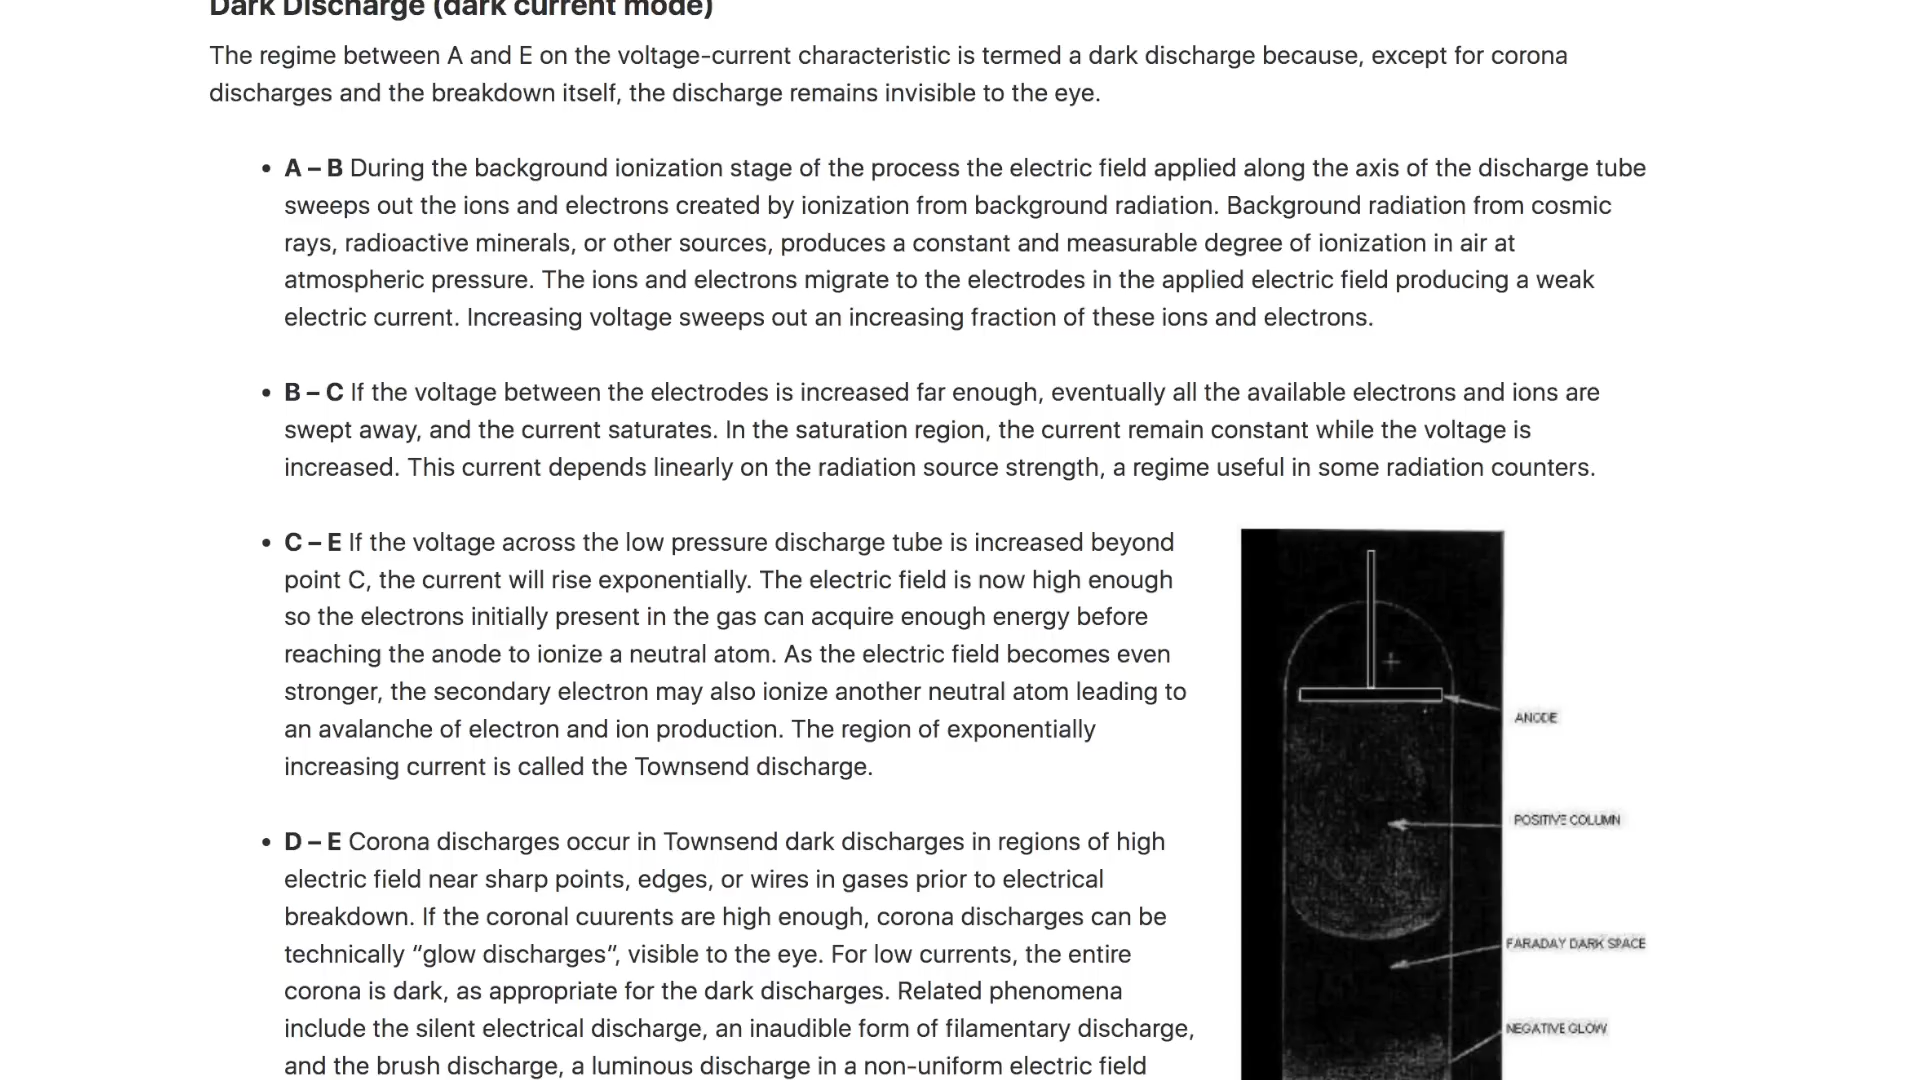 Dark Discharge (dark current mode)
The regime between A and E on the voltage-current characteristic is termed a dark discharge because, except for corona
discharges and the breakdown itself, the discharge remains invisible to the eye.
• A – B During the background ionization stage of the process the electric field applied along the axis of the discharge tube
sweeps out the ions and electrons created by ionization from background radiation. Background radiation from cosmic
rays, radioactive minerals, or other sources, produces a constant and measurable degree of ionization in air at
atmospheric pressure. The ions and electrons migrate to the electrodes in the applied electric field producing a weak
electric current. Increasing voltage sweeps out an increasing fraction of these ions and electrons.
• B – C If the voltage between the electrodes is increased far enough, eventually all the available electrons and ions are
swept away, and the current saturates. In the saturation region, the current remain constant while the voltage is
increased. This current depends linearly on the radiation source strength, a regime useful in some radiation counters.
• C – E If the voltage across the low pressure discharge tube is increased beyond
point C, the current will rise exponentially. The electric field is now high enough
so the electrons initially present in the gas can acquire enough energy before
reaching the anode to ionize a neutral atom. As the electric field becomes even
stronger, the secondary electron may also ionize another neutral atom leading to
an avalanche of electron and ion production. The region of exponentially
increasing current is called the Townsend discharge.
• D – E Corona discharges occur in Townsend dark discharges in regions of high
electric field near sharp points, edges, or wires in gases prior to electrical
breakdown. If the coronal cuurents are high enough, corona discharges can be
technically “glow discharges”, visible to the eye. For low currents, the entire
corona is dark, as appropriate for the dark discharges. Related phenomena
include the silent electrical discharge, an inaudible form of filamentary discharge,
and the brush discharge, a luminous discharge in a non-uniform electric field
ANODE
POSITIVE COLUMN
FARADAY DARK SPACE
NEGATIVE GLOW